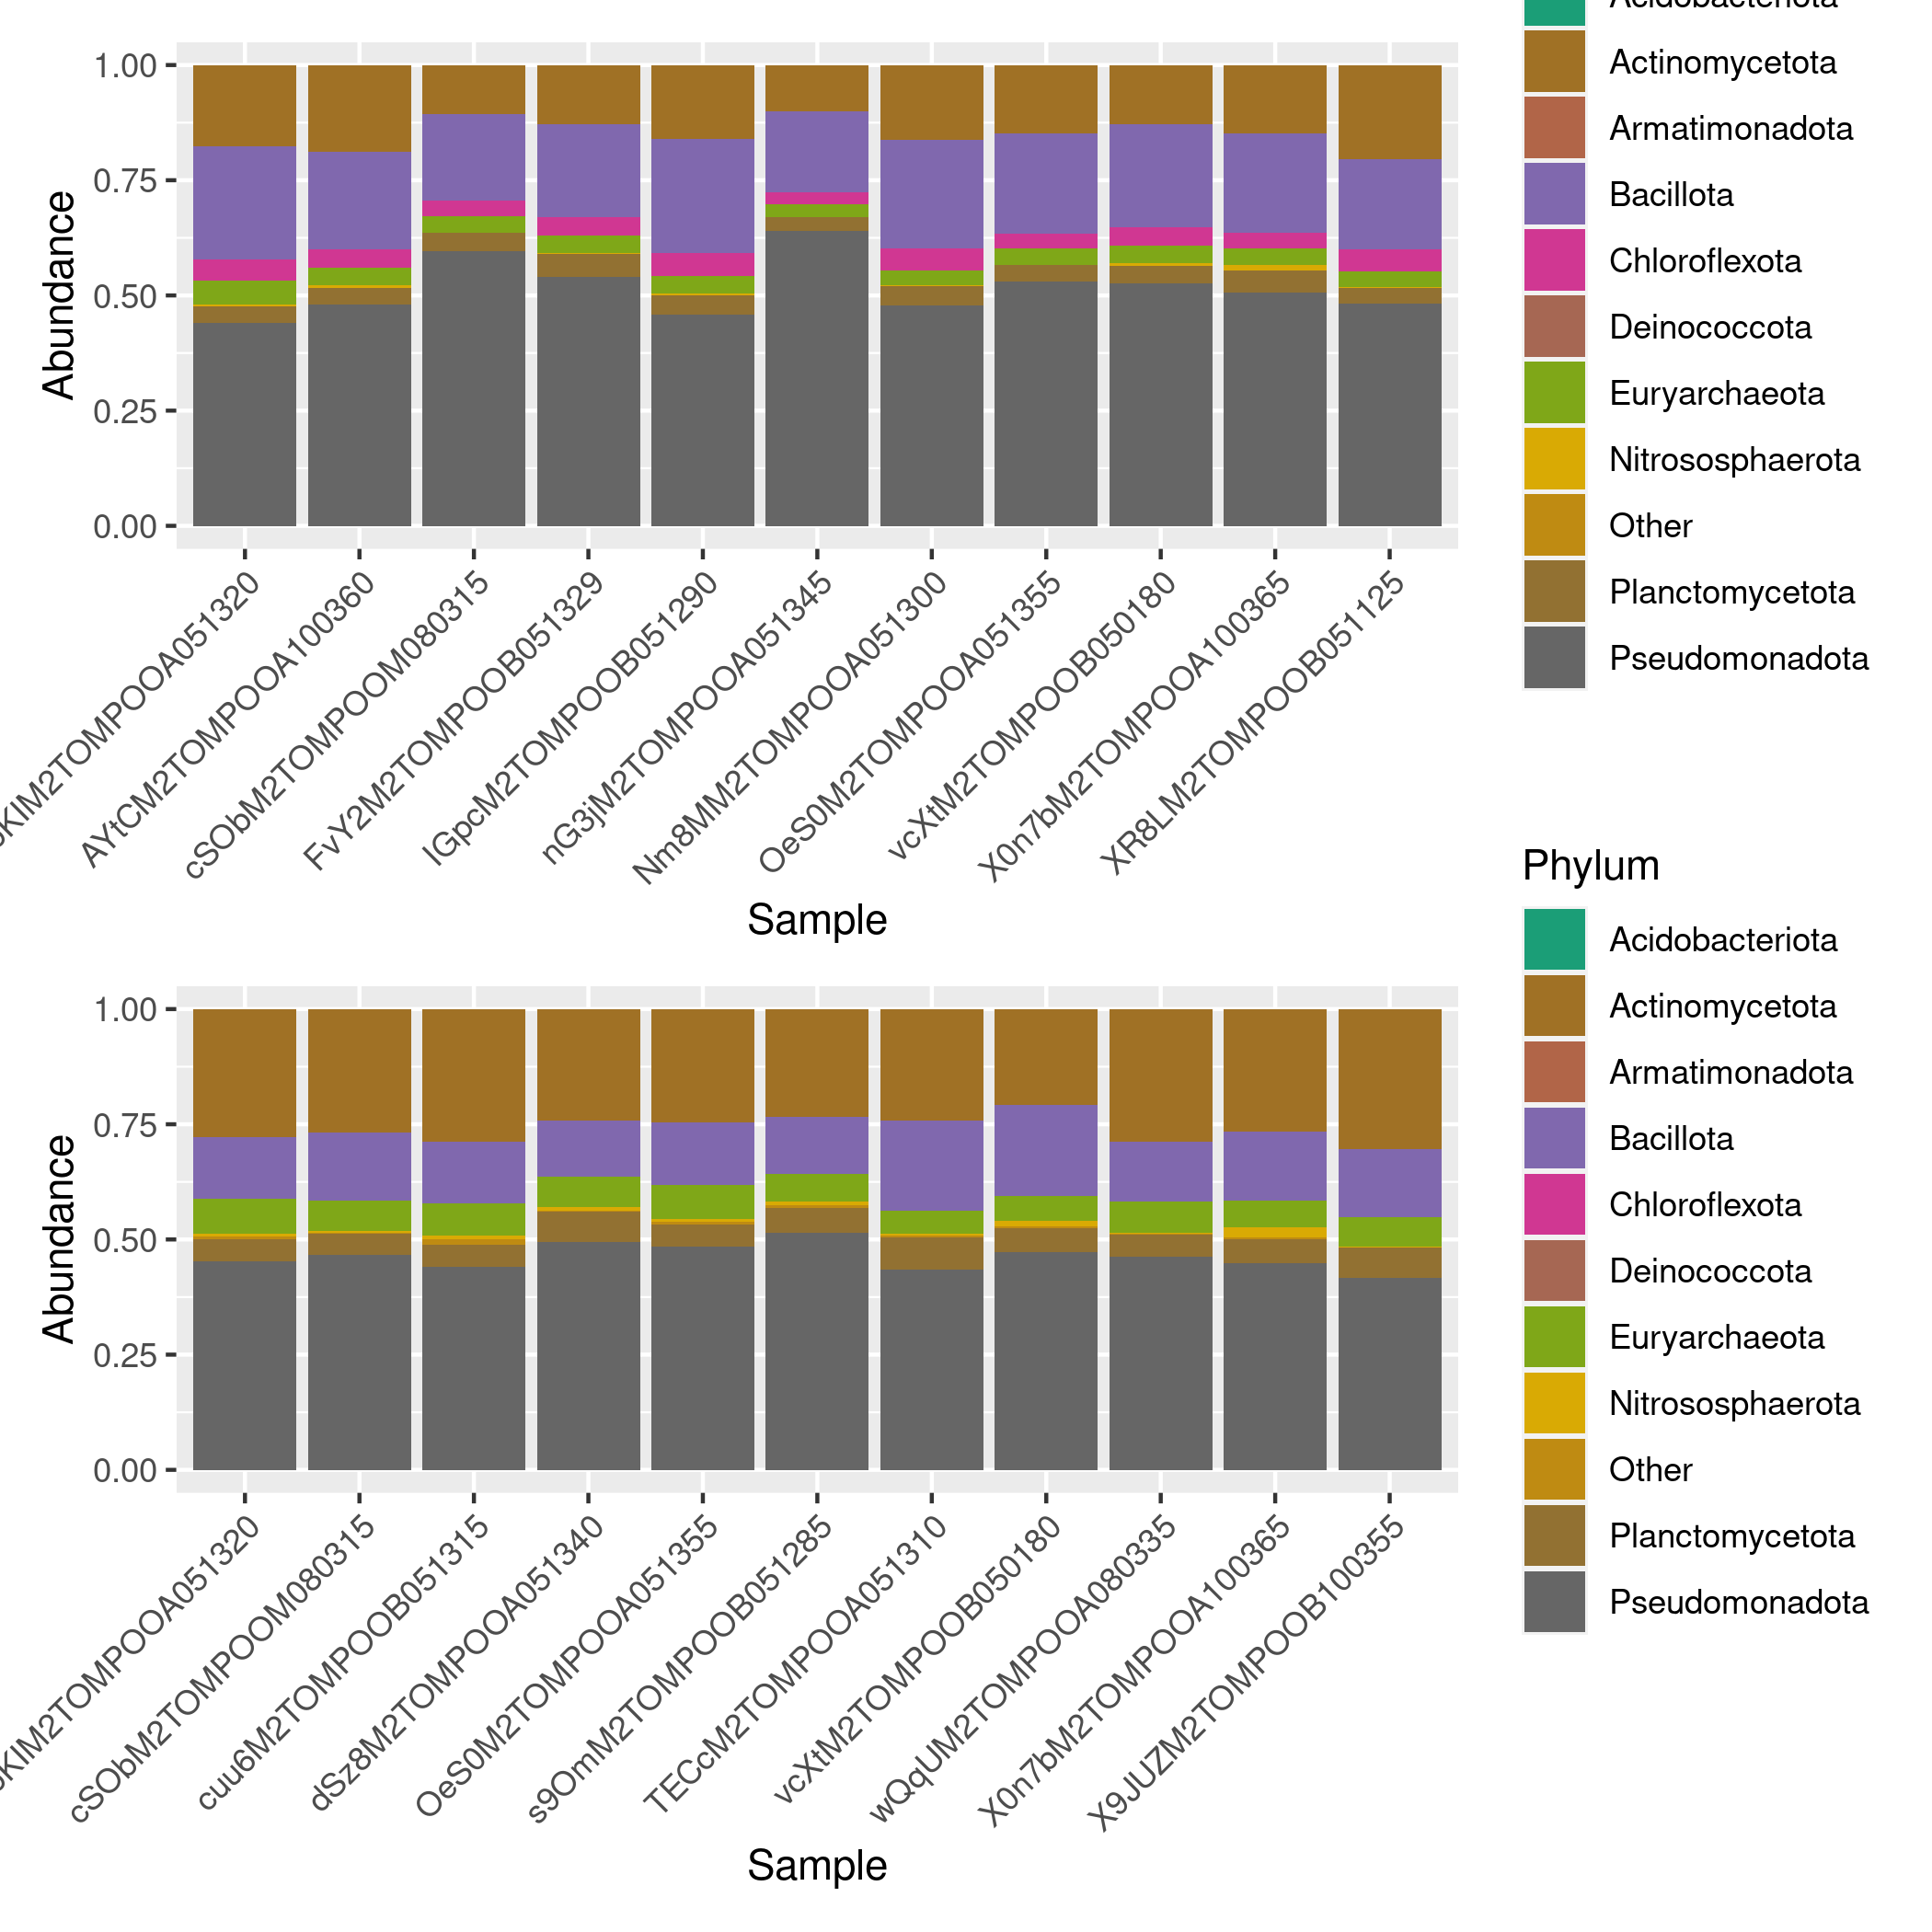 Acidobacteriota
1.00
0.75
0.50
0.25
0.00
Abundance
AYtCM2TOMPOOA100360
cSObM2TOMPOOM080315
FvY2M2TOMPOOB051329
IGpcM2TOMPOOB051290
nG3jM2TOMPOOA051345
Nm8MM2TOMPOOA051300
OeS0M2TOMPOOA051355
vcXtM2TOMPOOB050180
X0n7bM2TOMPOOA100365
XR8LM2TOMPOOB051125
Sample
Actinomycetota
Armatimonadota
Bacillota
Chloroflexota
Deinococcota
Euryarchaeota
Nitrososphaerota
Other
Planctomycetota
Pseudomonadota
1.00
0.75
0.50
0.25
0.00
Abundance
cSObM2TOMPOOM080315
cuu6M2TOMPOOB051315
dSz8M2TOMPOOA051340
OeS0M2TOMPOOA051355
s9OmM2TOMPOOB051285
TECcM2TOMPOOA051310
vcXtM2TOMPOOB050180
wQqUM2TOMPOOA080335
X0n7bM2TOMPOOA100365
X9JUZM2TOMPOOB100355
Sample
Phylum
Acidobacteriota
Actinomycetota
Armatimonadota
Bacillota
Chloroflexota
Deinococcota
Euryarchaeota
Nitrososphaerota
Other
Planctomycetota
Pseudomonadota